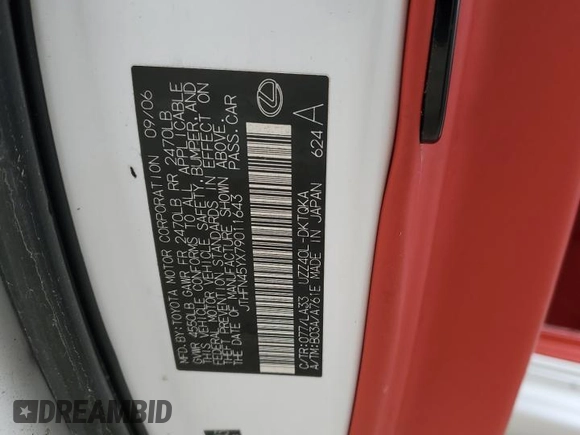 MFD.BY:TOYOTA MOTOR CORPORATION 09/06
GVWR 4550LB GAWR FR 2470LB RR 2470LB
THIS VEHICLE CONFORMS TO ALL APPLICABLE
FEDERAL MOTOR VEHICLE SAFETY,BUMPER,AND
THEFT PREVENTION STANDARDS IN EFFECT ON
THE DATE OF MANUFACTURE SHOWN ABOVE.
JTHFN45YX79011643 PASS.CAR
C/TR:077/LA33 UZZ40L-DKTQKA
A/TM:BC3A/A761E MADE IN JAPAN 624
A
DREAMBID